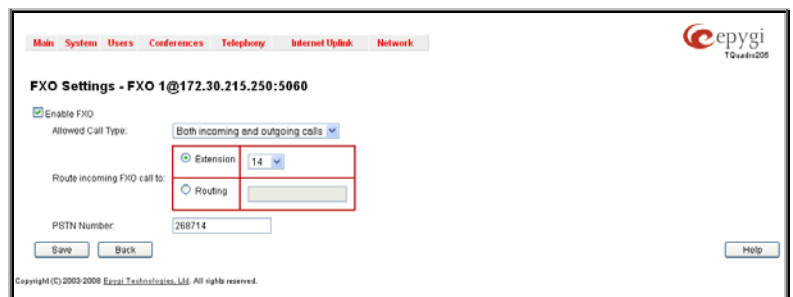 Main System Users Conferences Telephony Internet Uplink Network
epygi
TQuadro206
FXO Settings - FXO 1@172.30.215.250:5060
Enable FXO
Allowed Call Type: Both incoming and outgoing calls
Route incoming FXO call to:
Extension 14
Routing
PSTN Number: 268714
Save Back Help
Copyright (C) 2003-2008 Epygi Technologies, Ltd. All rights reserved.